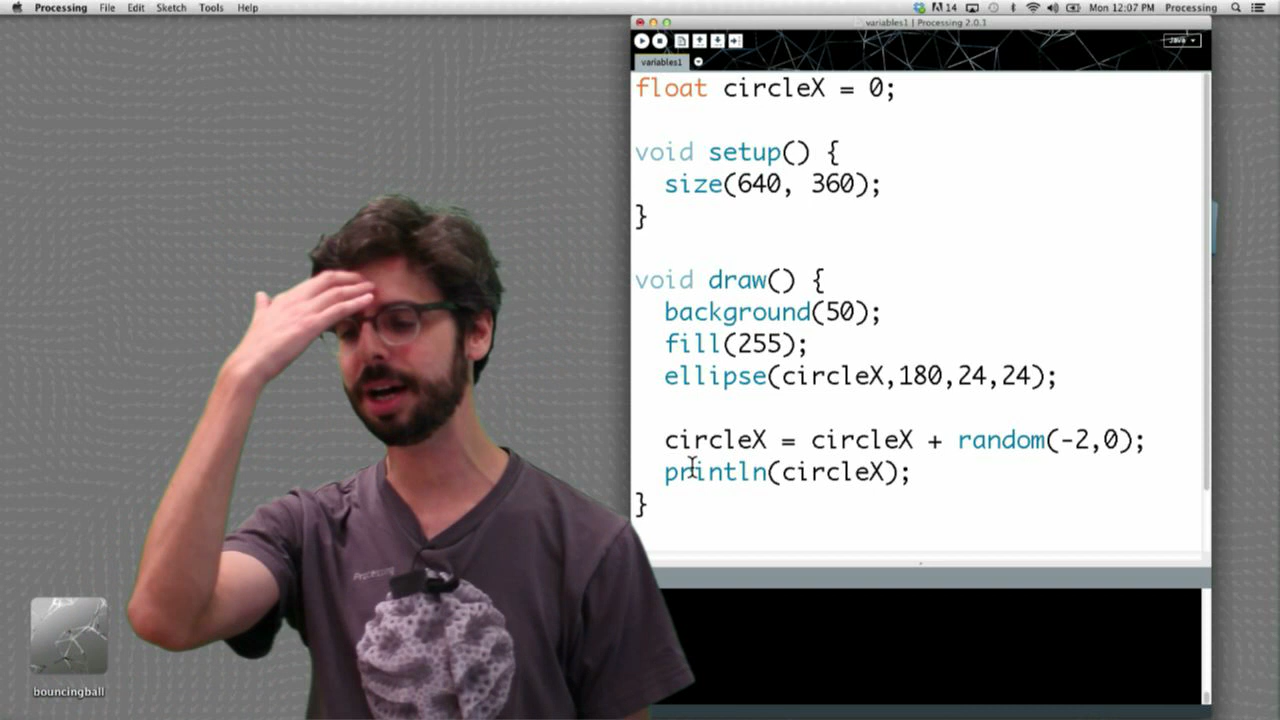 Processing File Edit Sketch Tools Help
14 Mon 12:07 PM Processing
variables1 | Processing 2.0.1
Java
variables1
float circleX = 0;
void setup() {
size(640, 360);
}
void draw() {
background(50);
fill(255);
ellipse(circleX,180,24,24);
circleX = circleX + random(-2,0);
println(circleX);
}
Processing
bouncingball